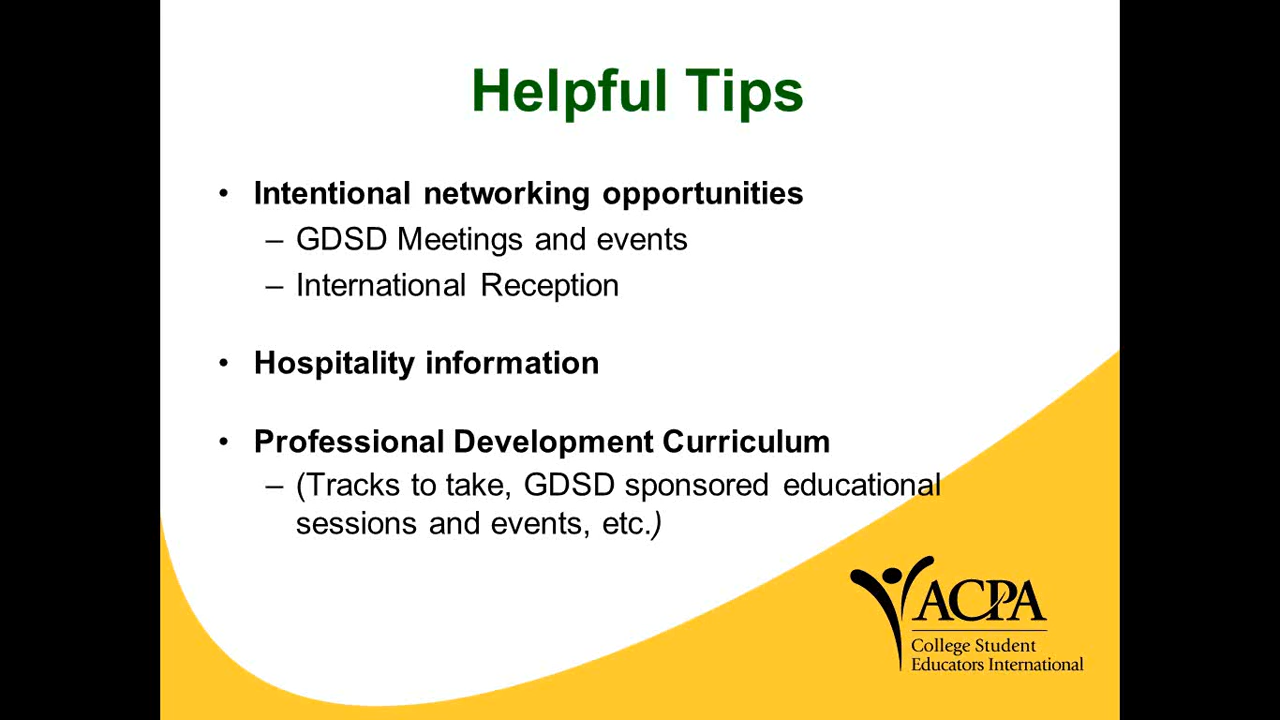 Helpful Tips
• Intentional networking opportunities
– GDSD Meetings and events
– International Reception
• Hospitality information
• Professional Development Curriculum
– (Tracks to take, GDSD sponsored educational
sessions and events, etc.)
ACPA
College Student
Educators International